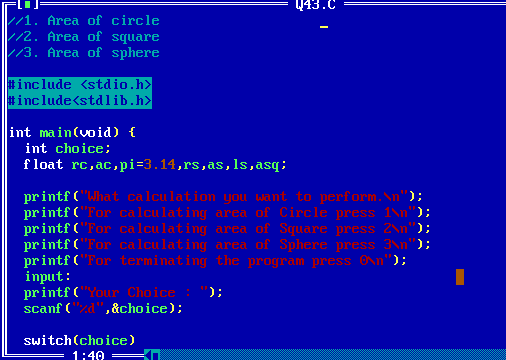 [■] Q43.C
//1. Area of circle
//2. Area of square
//3. Area of sphere
#include <stdio.h>
#include<stdlib.h>
int main(void) {
int choice;
float rc,ac,pi=3.14,rs,as,ls,asq;
printf("What calculation you want to perform.\n");
printf("For calculating area of Circle press 1\n");
printf("For calculating area of Square press 2\n");
printf("For calculating area of Sphere press 3\n");
printf("For terminating the program press 0\n");
input:
printf("Your Choice : ");
scanf("%d",&choice);
switch(choice)
1:40